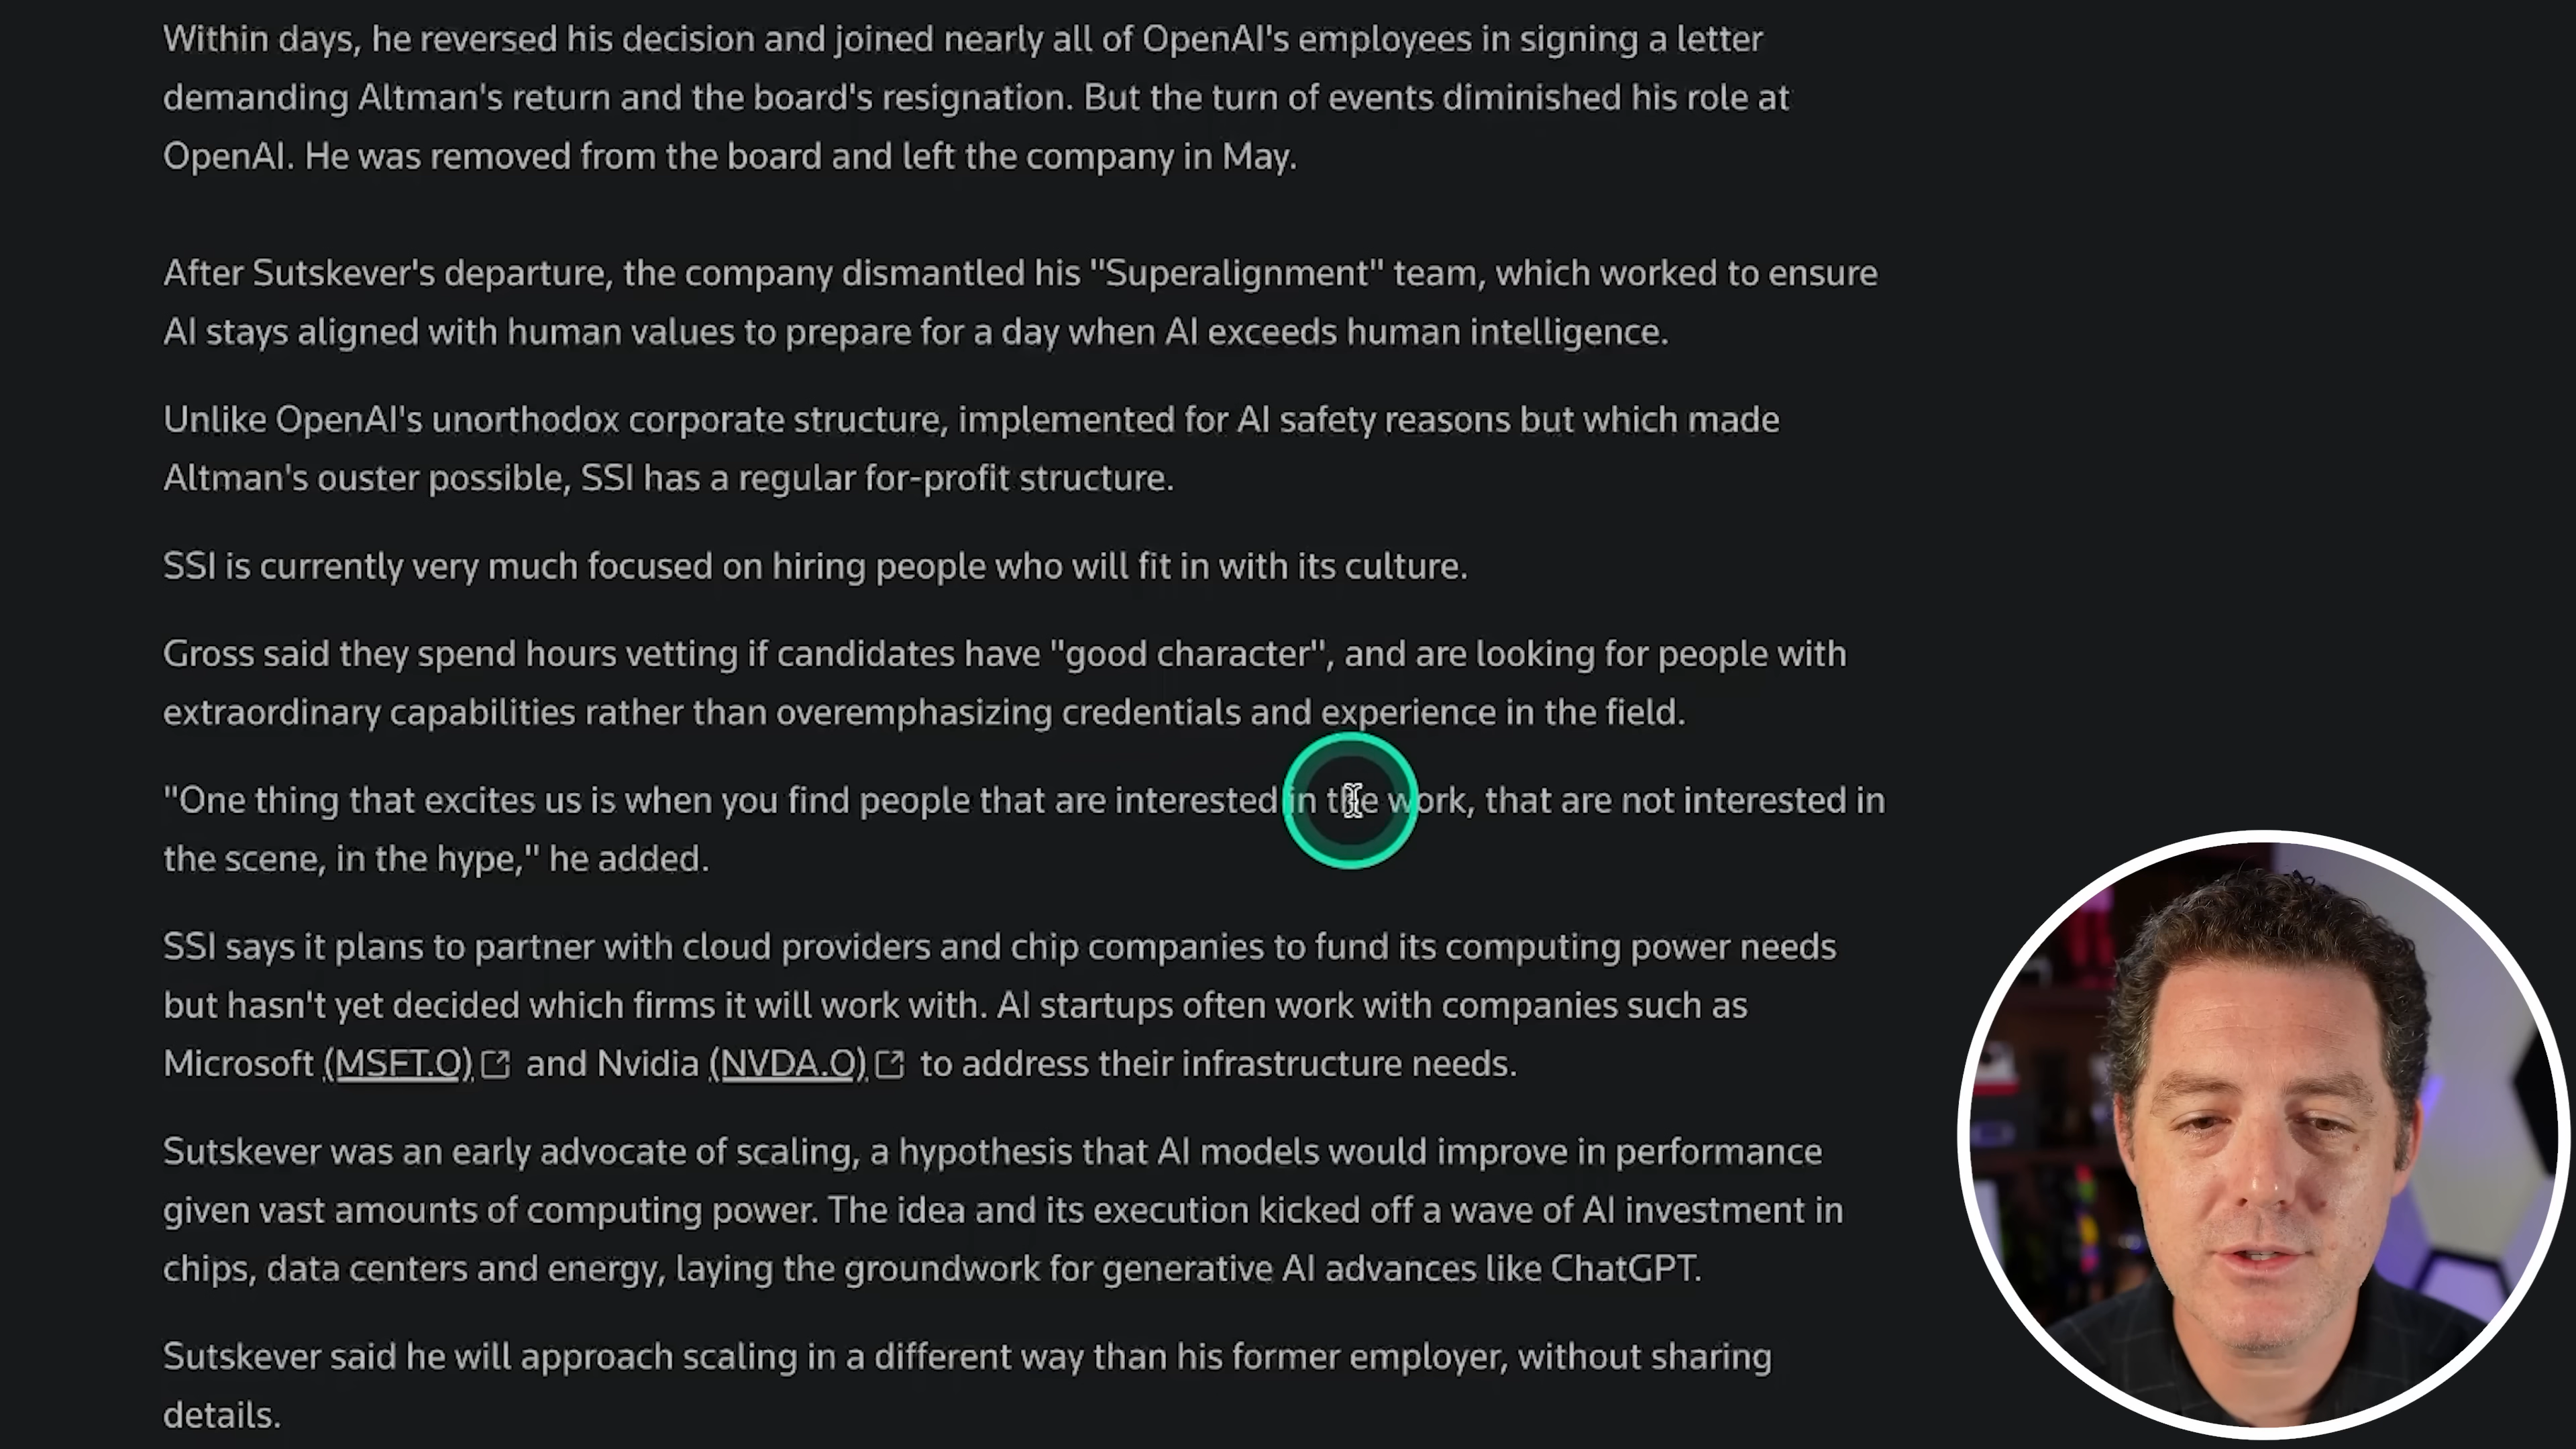 Within days, he reversed his decision and joined nearly all of OpenAI's employees in signing a letter
demanding Altman's return and the board's resignation. But the turn of events diminished his role at
OpenAI. He was removed from the board and left the company in May.
After Sutskever's departure, the company dismantled his "Superalignment" team, which worked to ensure
AI stays aligned with human values to prepare for a day when AI exceeds human intelligence.
Unlike OpenAI's unorthodox corporate structure, implemented for AI safety reasons but which made
Altman's ouster possible, SSI has a regular for-profit structure.
SSI is currently very much focused on hiring people who will fit in with its culture.
Gross said they spend hours vetting if candidates have "good character", and are looking for people with
extraordinary capabilities rather than overemphasizing credentials and experience in the field.
"One thing that excites us is when you find people that are interested in the work, that are not interested in
the scene, in the hype," he added.
SSI says it plans to partner with cloud providers and chip companies to fund its computing power needs
but hasn't yet decided which firms it will work with. AI startups often work with companies such as
Microsoft (MSFT.O) and Nvidia (NVDA.O) to address their infrastructure needs.
Sutskever was an early advocate of scaling, a hypothesis that AI models would improve in performance
given vast amounts of computing power. The idea and its execution kicked off a wave of AI investment in
chips, data centers and energy, laying the groundwork for generative AI advances like ChatGPT.
Sutskever said he will approach scaling in a different way than his former employer, without sharing
details.